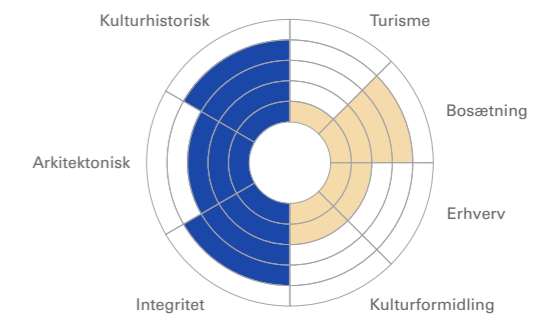 Kulturhistorisk
Turisme
Bosætning
Arkitektonisk
Erhverv
Integritet
Kulturformidling